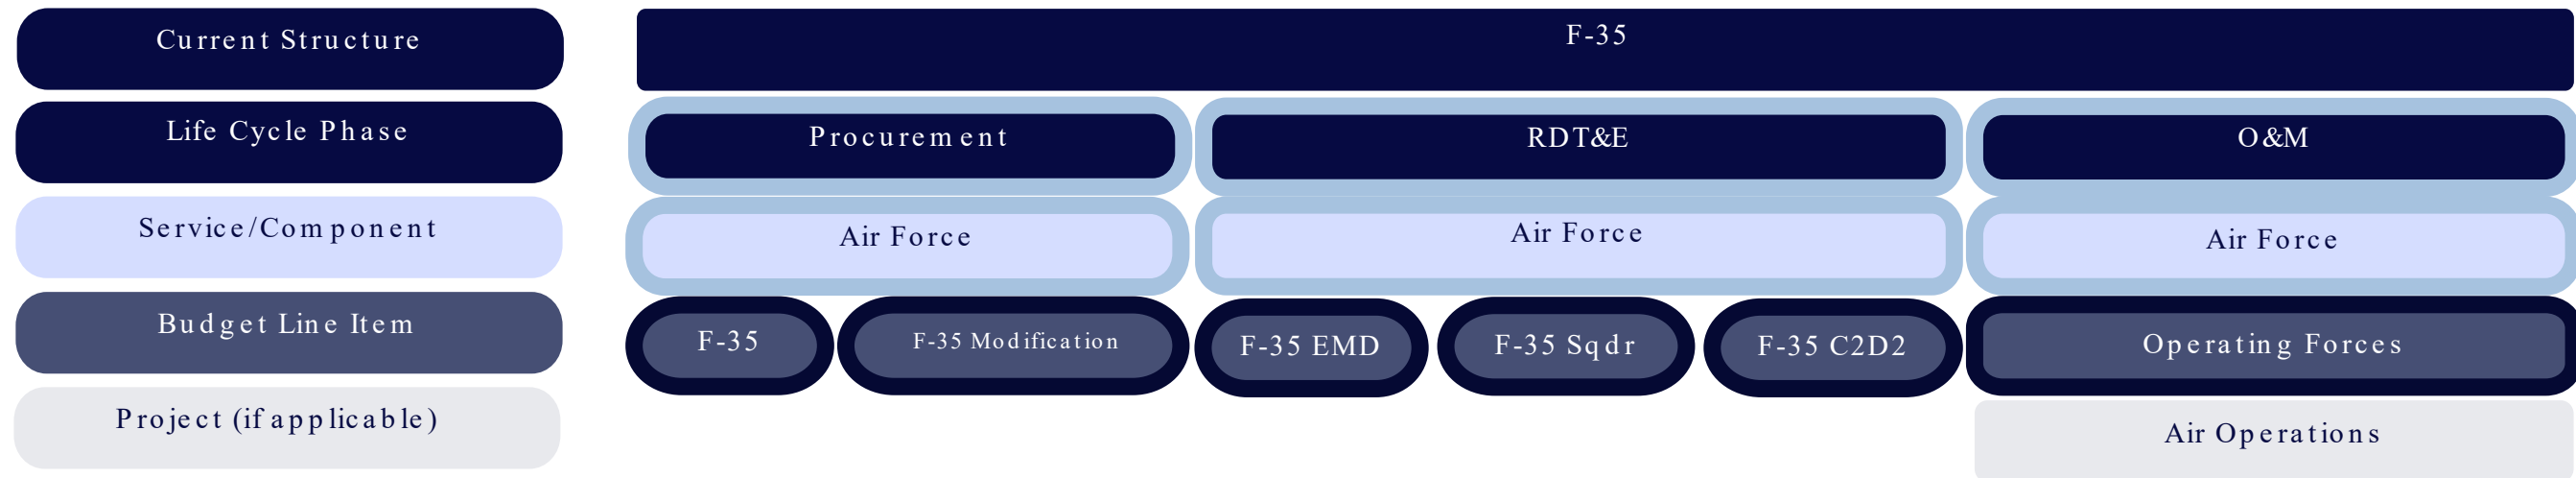 Current Structure
F-35
Life Cycle Phase
Procurement
RDT&E
O&M
Service/Component
Air Force
Air Force
Air Force
Budget Line Item
F-35
F-35 Modification
F-35 EMD
F-35 Sqdr
F-35 C2D2
Operating Forces
Project (if applicable)
Air Operations